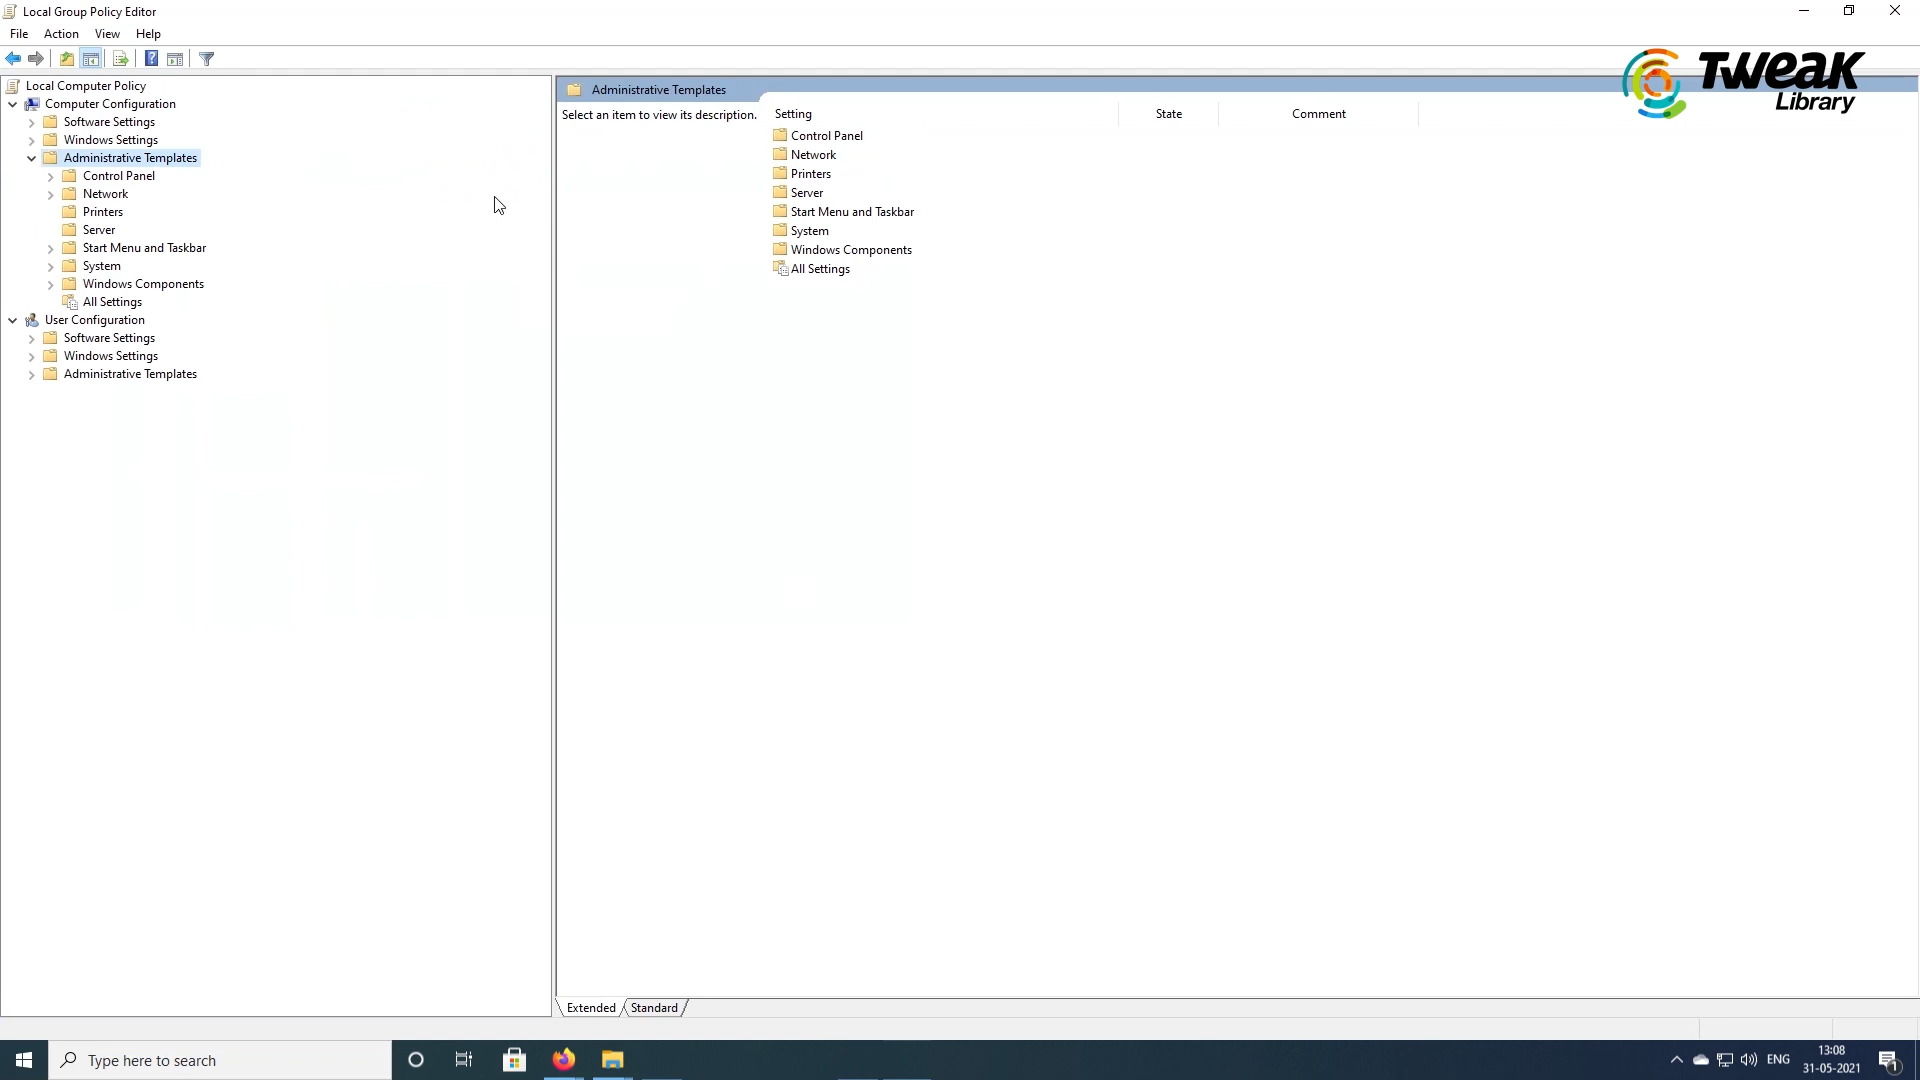 Local Group Policy Editor
File Action View Help
TweaK
Library
Local Computer Policy
Computer Configuration
Software Settings
Windows Settings
Administrative Templates
Control Panel
Network
Printers
Server
Start Menu and Taskbar
System
Windows Components
All Settings
User Configuration
Software Settings
Windows Settings
Administrative Templates
Administrative Templates
Select an item to view its description.
Setting State Comment
Control Panel
Network
Printers
Server
Start Menu and Taskbar
System
Windows Components
All Settings
Extended Standard
Type here to search
ENG
13:08
31-05-2021
1